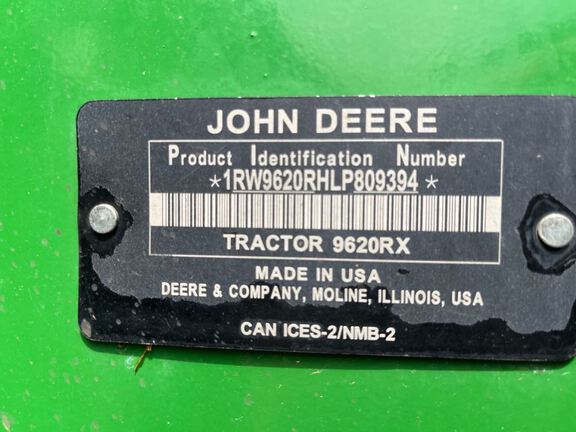 JOHN DEERE
Product Identification Number
*1RW9620RHLP809394*
TRACTOR 9620RX
MADE IN USA
DEERE & COMPANY, MOLINE, ILLINOIS, USA
CAN ICES-2/NMB-2